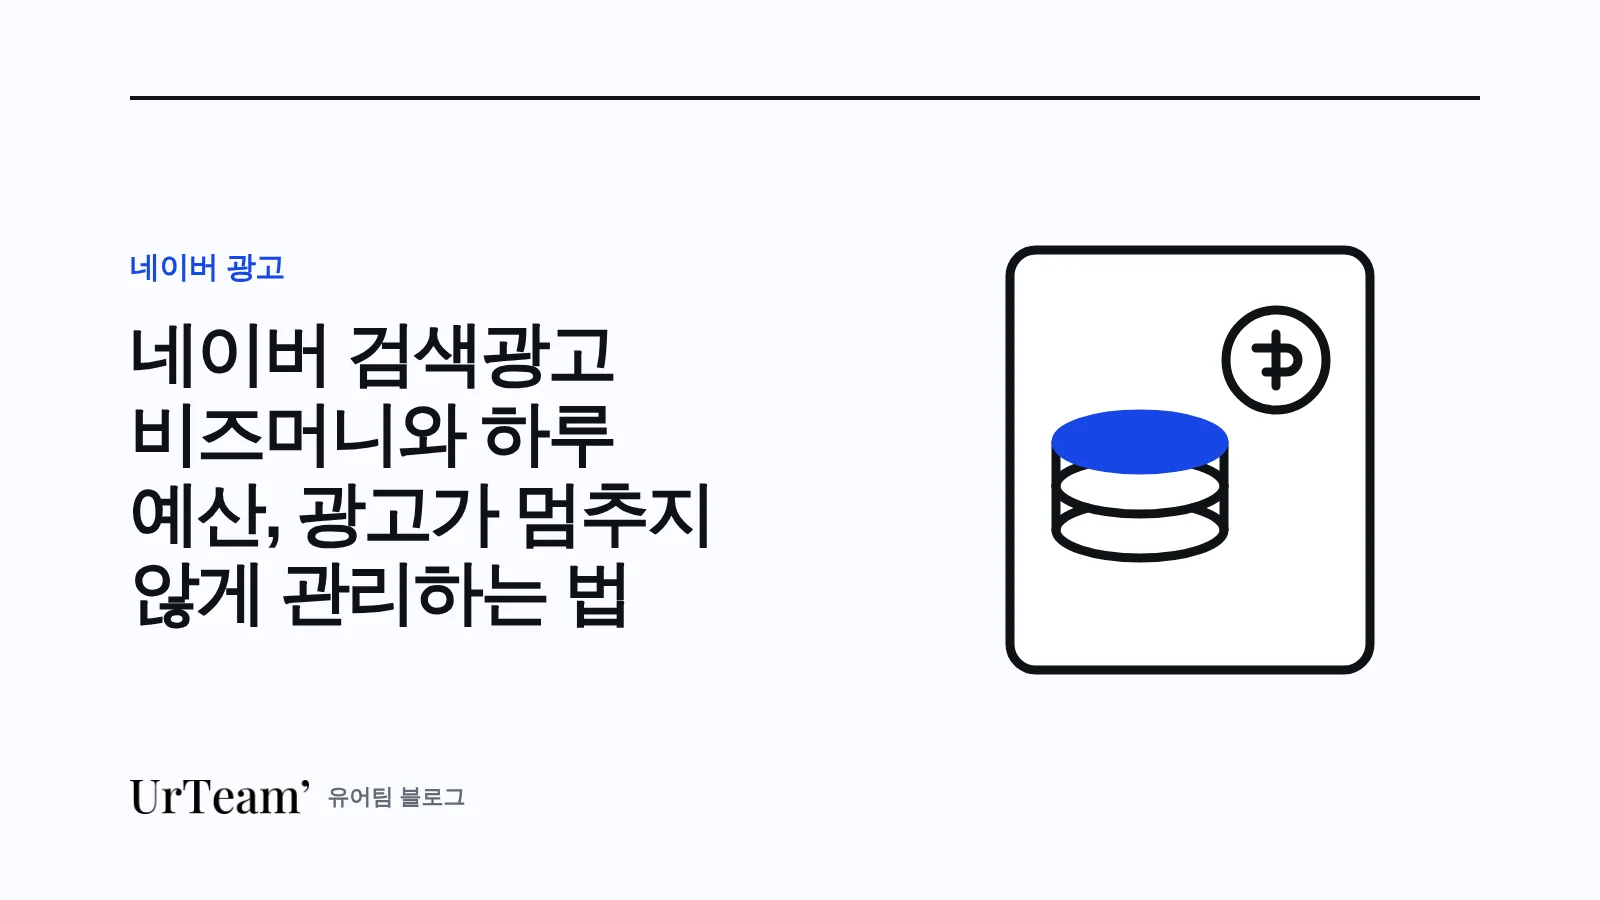 네이버 광고
네이버 검색광고
비즈머니와 하루
예산, 광고가 멈추지
않게 관리하는 법
UrTeam’ 유어팀 블로그